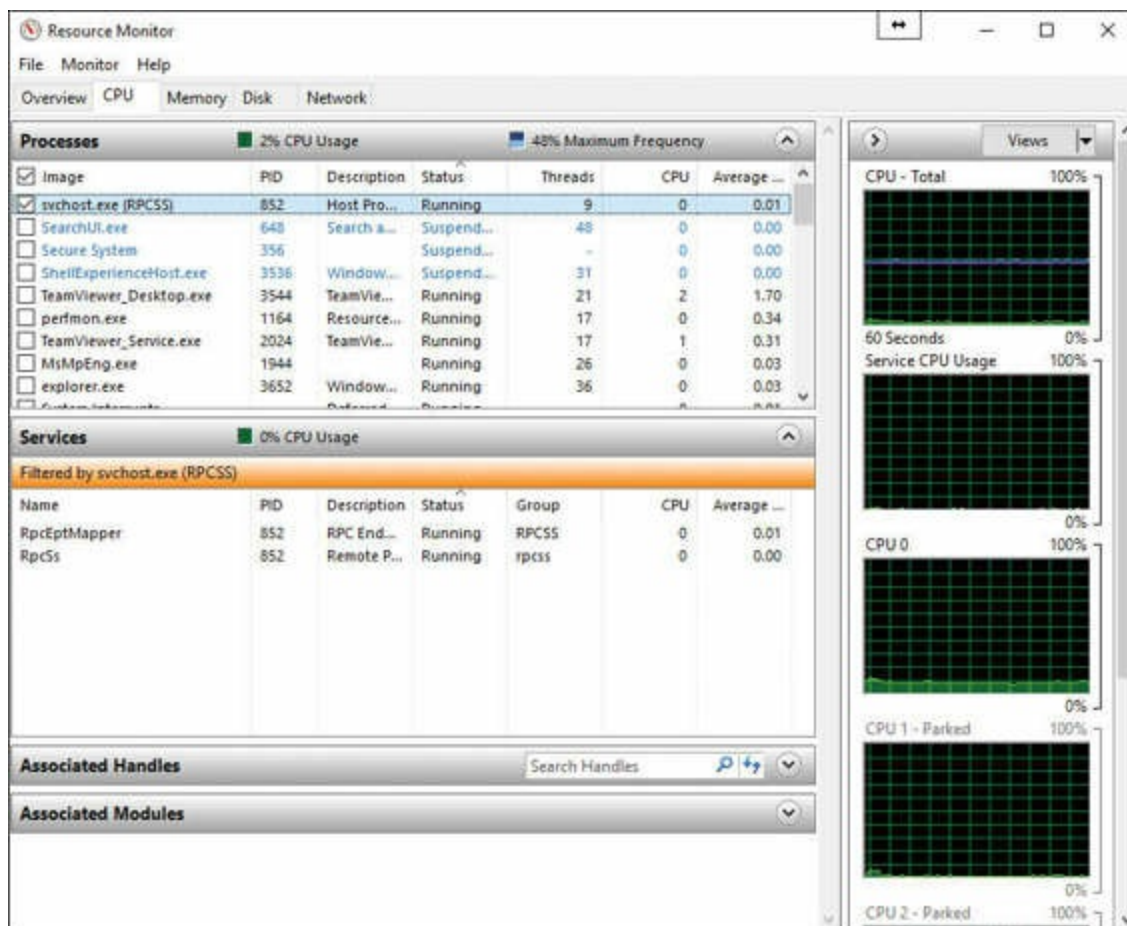 Resource Monitor
File Monitor Help
Overview CPU Memory Disk Network
Processes 2% CPU Usage 48% Maximum Frequency
Image PID Description Status Threads CPU Average ...
svchost.exe (RPCSS) 852 Host Pro... Running 9 0 0.01
SearchUI.exe 648 Search a... Suspend... 48 0 0.00
Secure System 356 Suspend... - 0 0.00
ShellExperienceHost.exe 3536 Window... Suspend... 31 0 0.00
TeamViewer_Desktop.exe 3544 TeamVie... Running 21 2 1.70
perfmon.exe 1164 Resource... Running 17 0 0.34
TeamViewer_Service.exe 2024 TeamVie... Running 17 1 0.31
MsMpEng.exe 1944 Running 26 0 0.03
explorer.exe 3652 Window... Running 36 0 0.03
Services 0% CPU Usage
Filtered by svchost.exe (RPCSS)
Name PID Description Status Group CPU Average ...
RpcEptMapper 852 RPC End... Running RPCSS 0 0.01
RpcSs 852 Remote P... Running rpcss 0 0.00
Associated Handles Search Handles
Associated Modules
Views
CPU - Total 100%
60 Seconds 0%
Service CPU Usage 100%
0%
CPU 0 100%
0%
CPU 1 - Parked 100%
0%
CPU 2 - Parked 100%